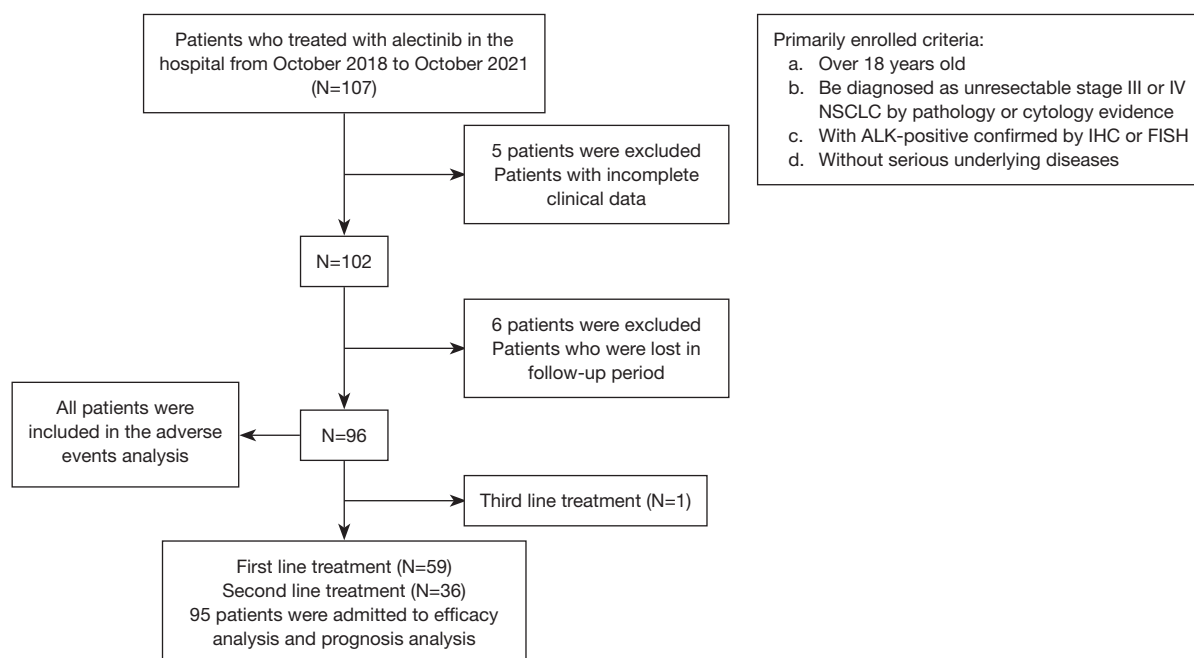 Patients who treated with alectinib in the
hospital from October 2018 to October 2021
(N=107)
Primarily enrolled criteria:
a. Over 18 years old
b. Be diagnosed as unresectable stage III or IV
NSCLC by pathology or cytology evidence
c. With ALK-positive confirmed by IHC or FISH
d. Without serious underlying diseases
5 patients were excluded
Patients with incomplete
clinical data
N=102
6 patients were excluded
Patients who were lost in
follow-up period
All patients were
included in the adverse
events analysis
N=96
Third line treatment (N=1)
First line treatment (N=59)
Second line treatment (N=36)
95 patients were admitted to efficacy
analysis and prognosis analysis